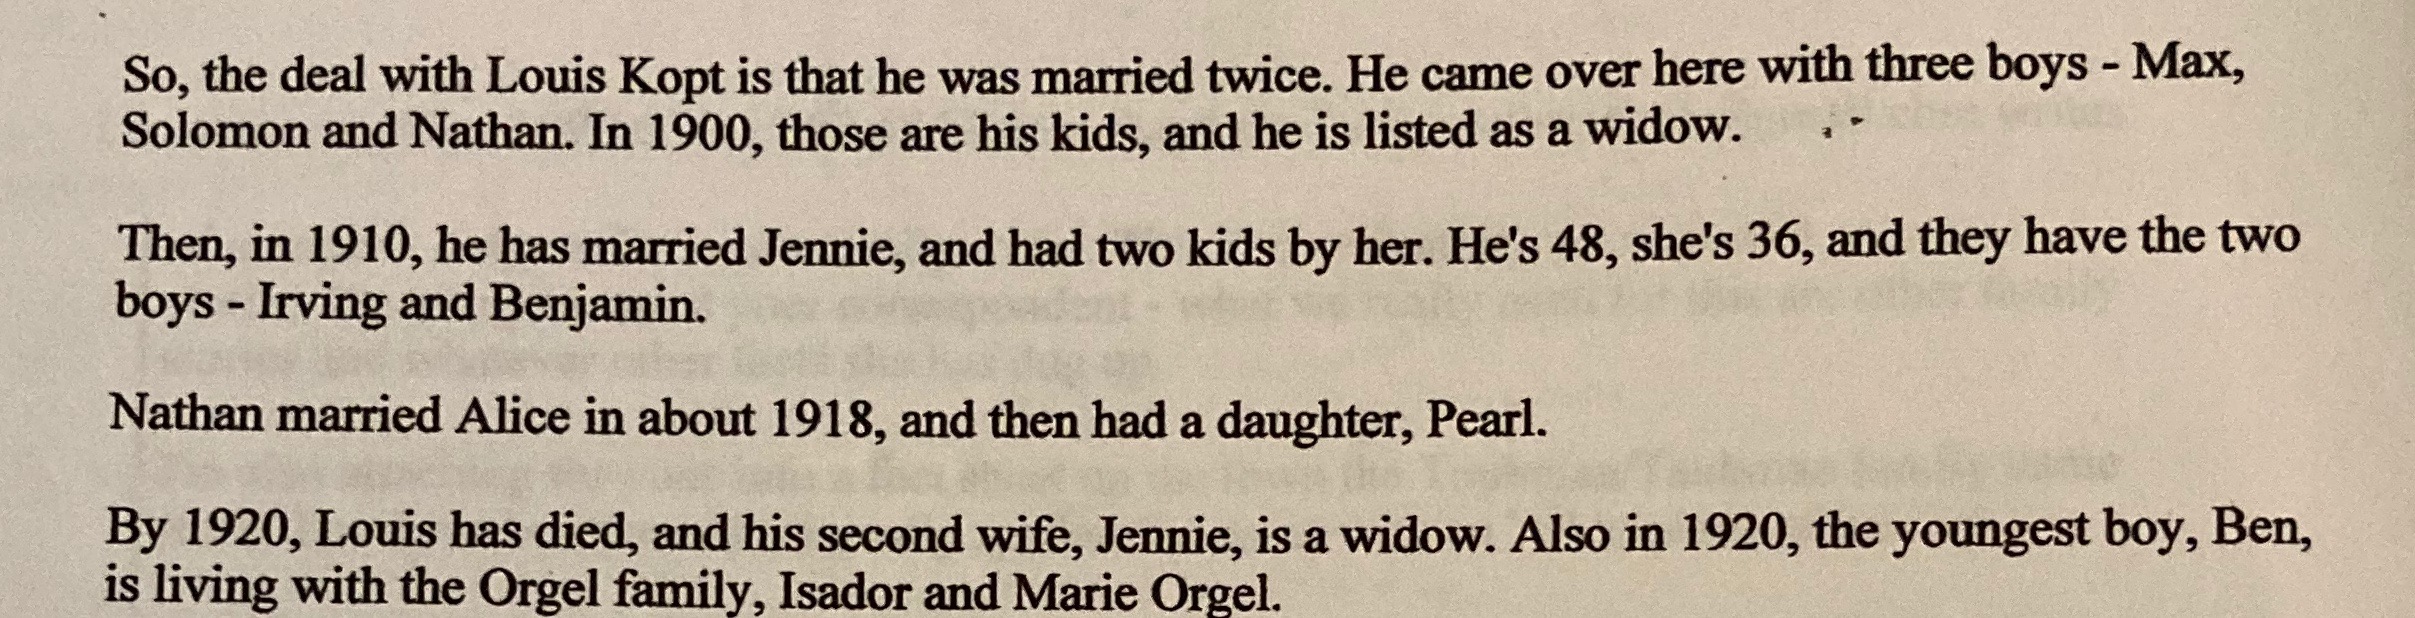 So, the deal with Louis Kopt is that he was married twice. He came over here with three boys - Max,
Solomon and Nathan. In 1900, those are his kids, and he is listed as a widow.
Then, in 1910, he has married Jennie, and had two kids by her. He's 48, she's 36, and they have the two
boys - Irving and Benjamin.
Nathan married Alice in about 1918, and then had a daughter, Pearl.
By 1920, Louis has died, and his second wife, Jennie, is a widow. Also in 1920, the youngest boy, Ben,
is living with the Orgel family, Isador and Marie Orgel.